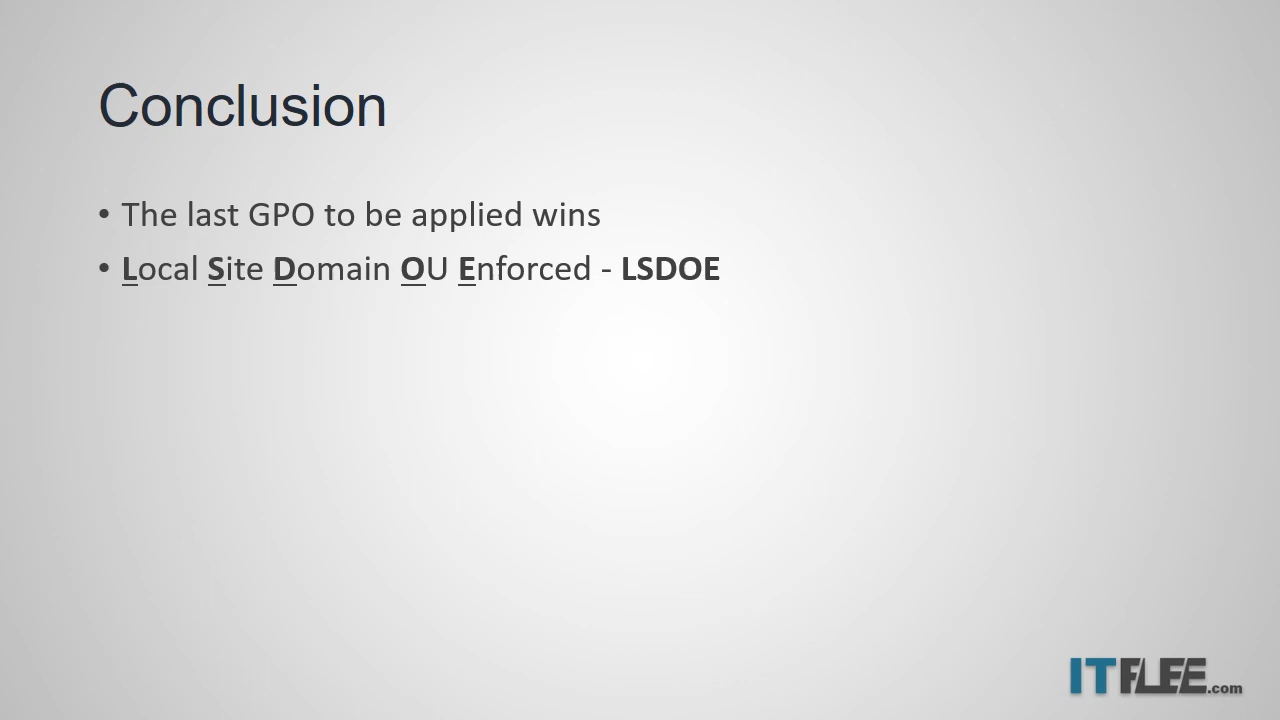 Conclusion
• The last GPO to be applied wins
• Local Site Domain OU Enforced - LSDOE
ITFLEE.com